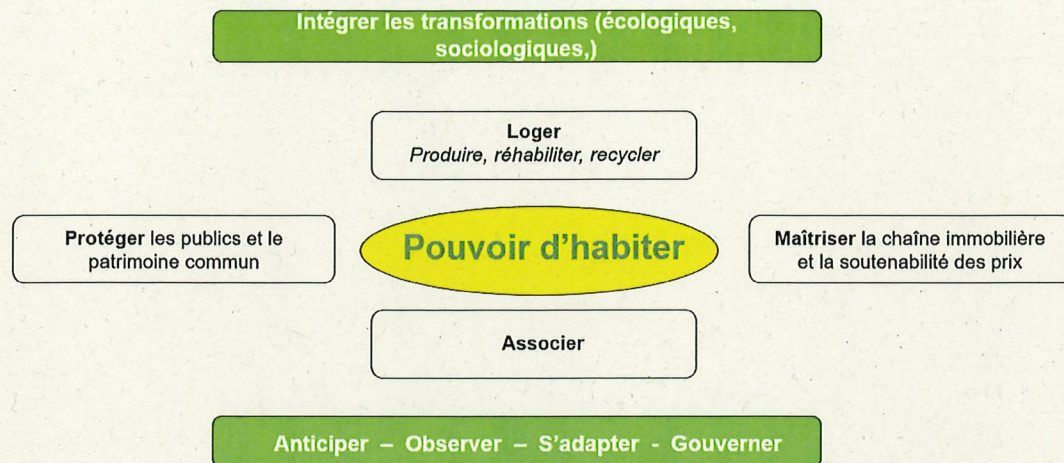 Intégrer les transformations (écologiques,
sociologiques,)
Loger
Produire, réhabiliter, recycler
Protéger les publics et le
patrimoine commun
Pouvoir d'habiter
Maîtriser la chaîne immobilière
et la soutenabilité des prix
Associer
Anticiper – Observer – S'adapter - Gouverner